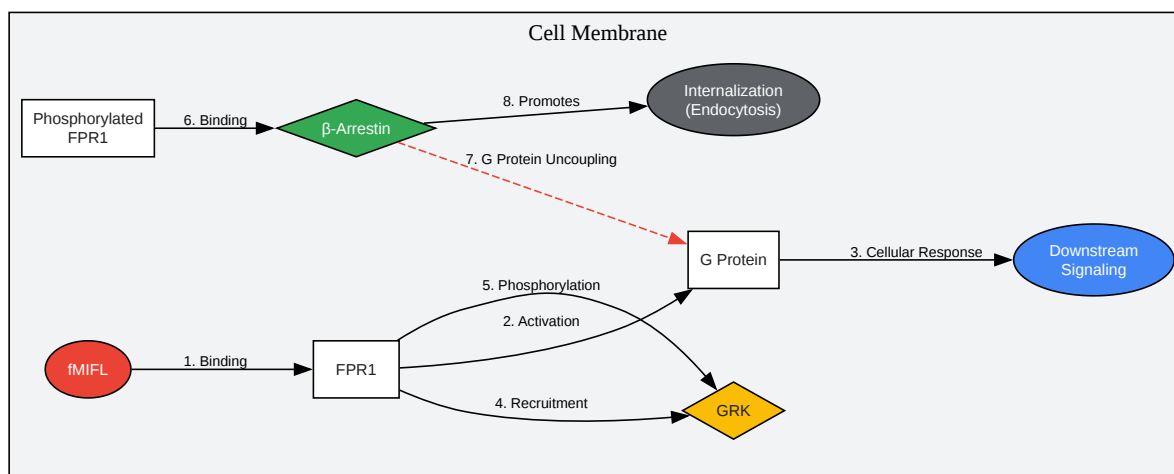 Cell Membrane
Internalization
(Endocytosis)
8. Promotes
Phosphorylated
FPR1
6. Binding
β-Arrestin
7. G Protein Uncoupling
G Protein
3. Cellular Response
Downstream
Signaling
5. Phosphorylation
2. Activation
fMIFL
1. Binding
FPR1
4. Recruitment
GRK